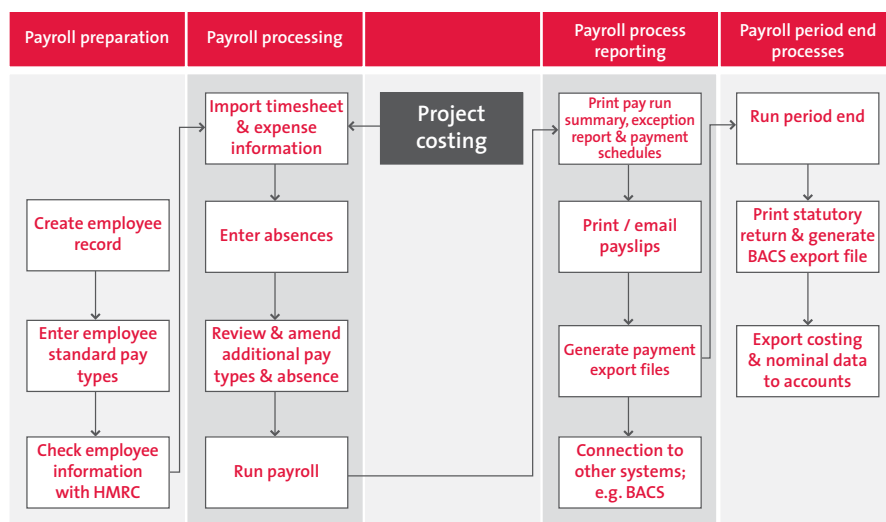 Payroll preparation
Payroll processing
Payroll process
reporting
Payroll period end
processes
Create employee
record
Enter employee
standard pay
types
Check employee
information
with HMRC
Import timesheet
& expense
information
Enter absences
Review & amend
additional pay
types & absence
Run payroll
Project
costing
Print pay run
summary, exception
report & payment
schedules
Print / email
payslips
Generate payment
export files
Connection to
other systems;
e.g. BACS
Run period end
Print statutory
return & generate
BACS export file
Export costing
& nominal data
to accounts